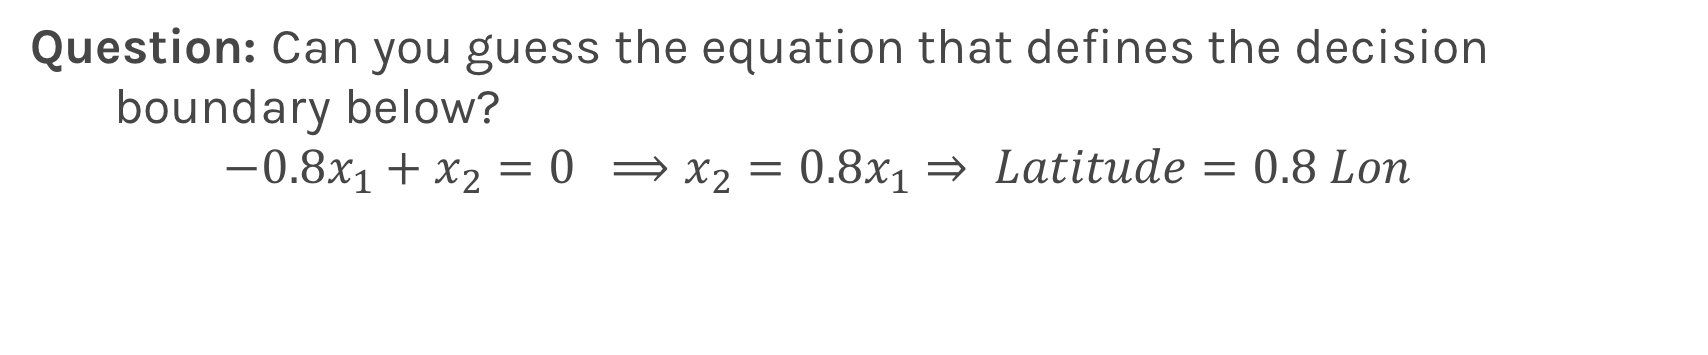 Question: Can you guess the equation that defines the decision
boundary below?
−0.8x₁ + x₂ = 0 ⟹ x₂ = 0.8x₁ ⇒ Latitude = 0.8 Lon